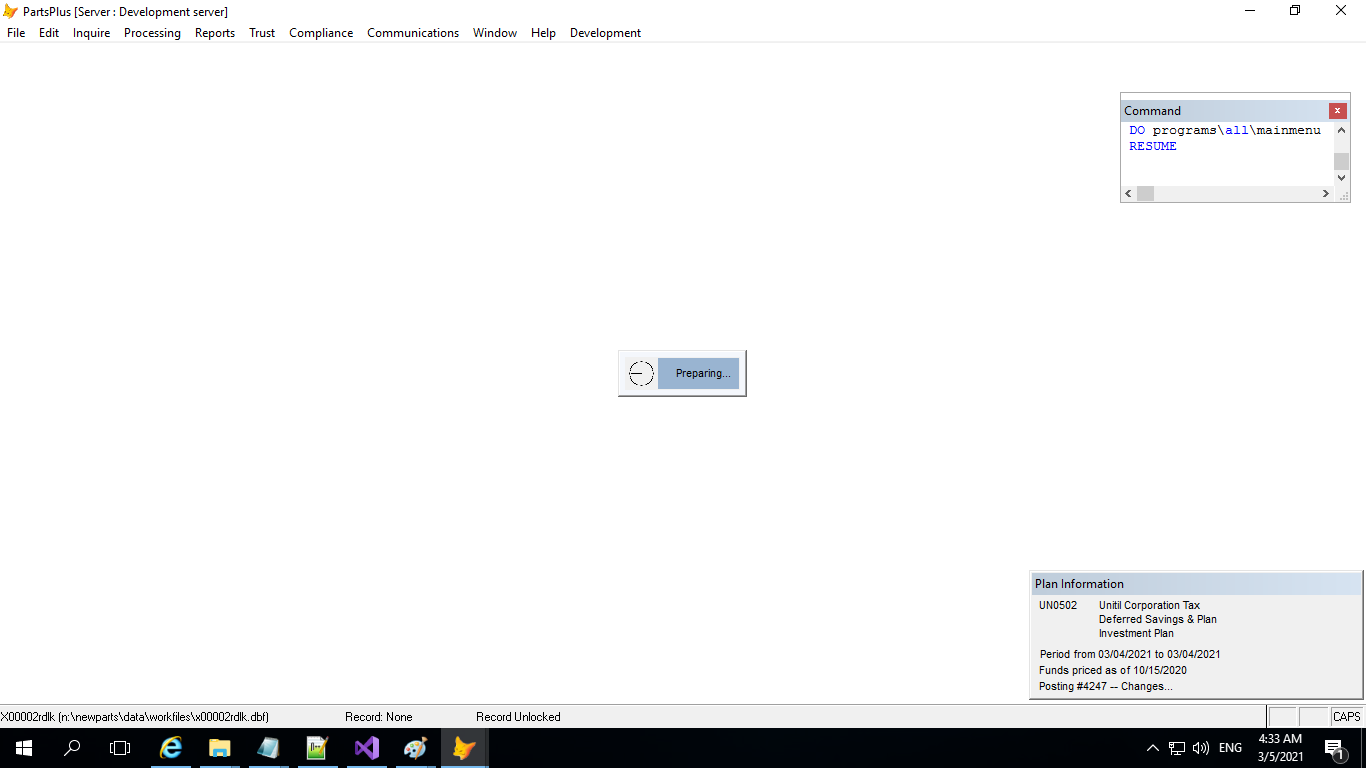 PartsPlus [Server : Development server]
File Edit Inquire Processing Reports Trust Compliance Communications Window Help Development
Command
x
DO programs\all\mainmenu
RESUME
Preparing...
Plan Information
UN0502 Unitil Corporation Tax
Deferred Savings & Plan
Investment Plan
Period from 03/04/2021 to 03/04/2021
Funds priced as of 10/15/2020
Posting #4247 -- Changes...
X00002rdlk (n:\newparts\data\workfiles\x00002rdlk.dbf) Record: None Record Unlocked CAPS
ENG
4:33 AM
3/5/2021
1